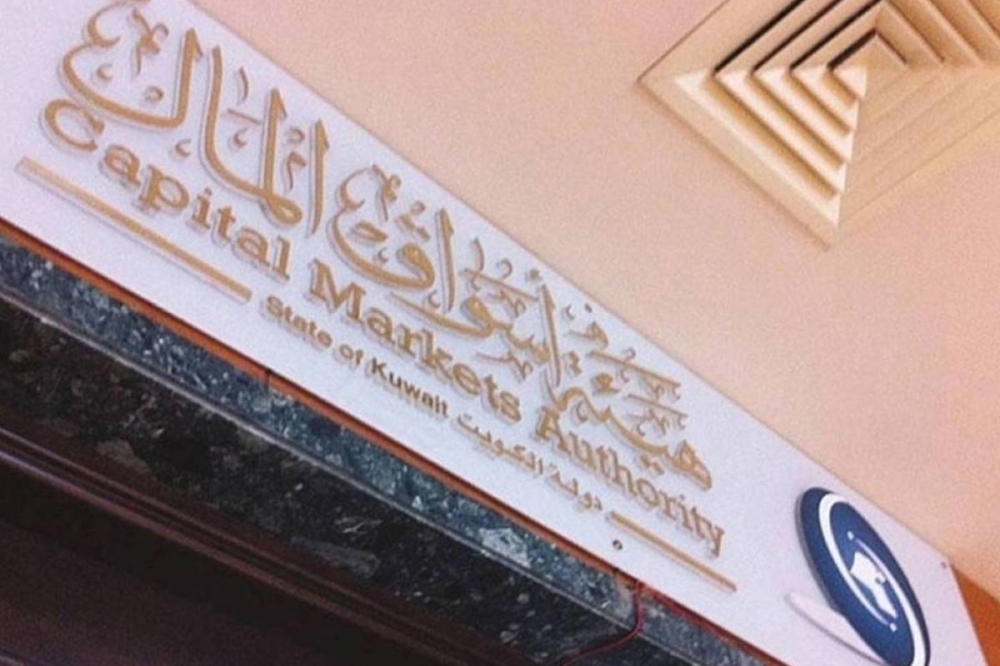 هيئة أسواق المال
Capital Markets Authority
State of Kuwait دولة الكويت